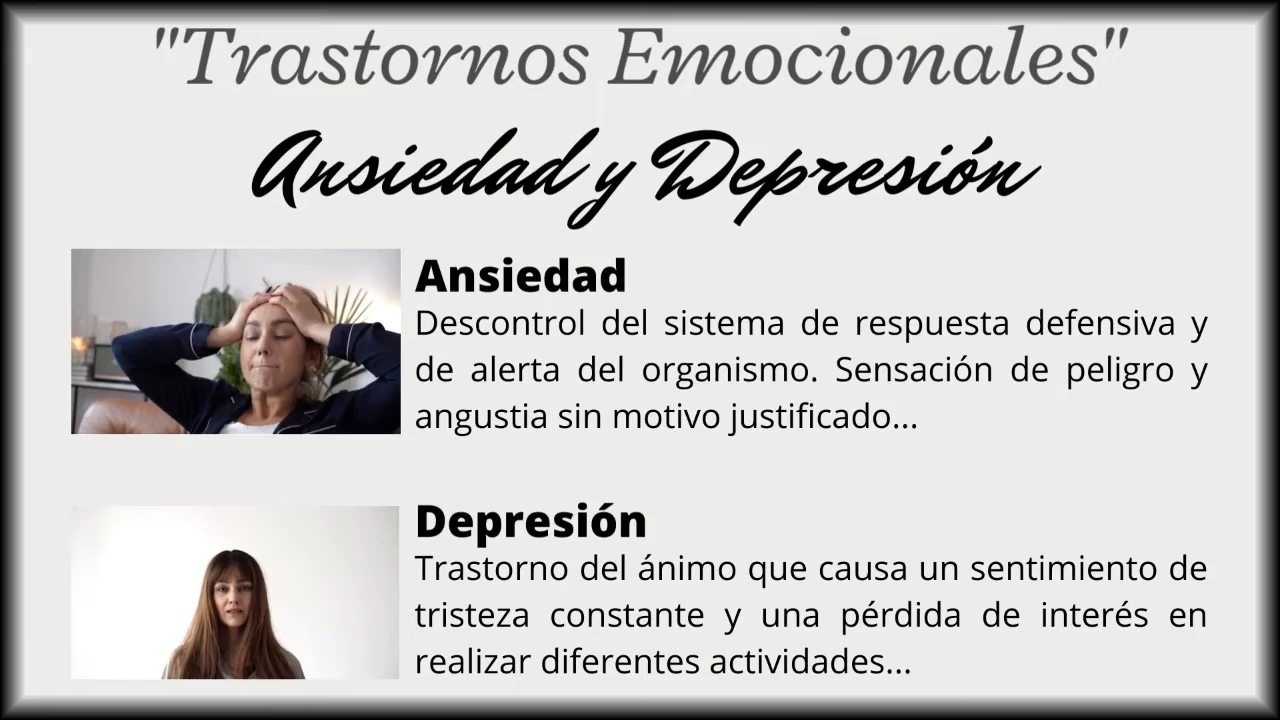 "Trastornos Emocionales"
Ansiedad y Depresión
Ansiedad
Descontrol del sistema de respuesta defensiva y
de alerta del organismo. Sensación de peligro y
angustia sin motivo justificado...
Depresión
Trastorno del ánimo que causa un sentimiento de
tristeza constante y una pérdida de interés en
realizar diferentes actividades...